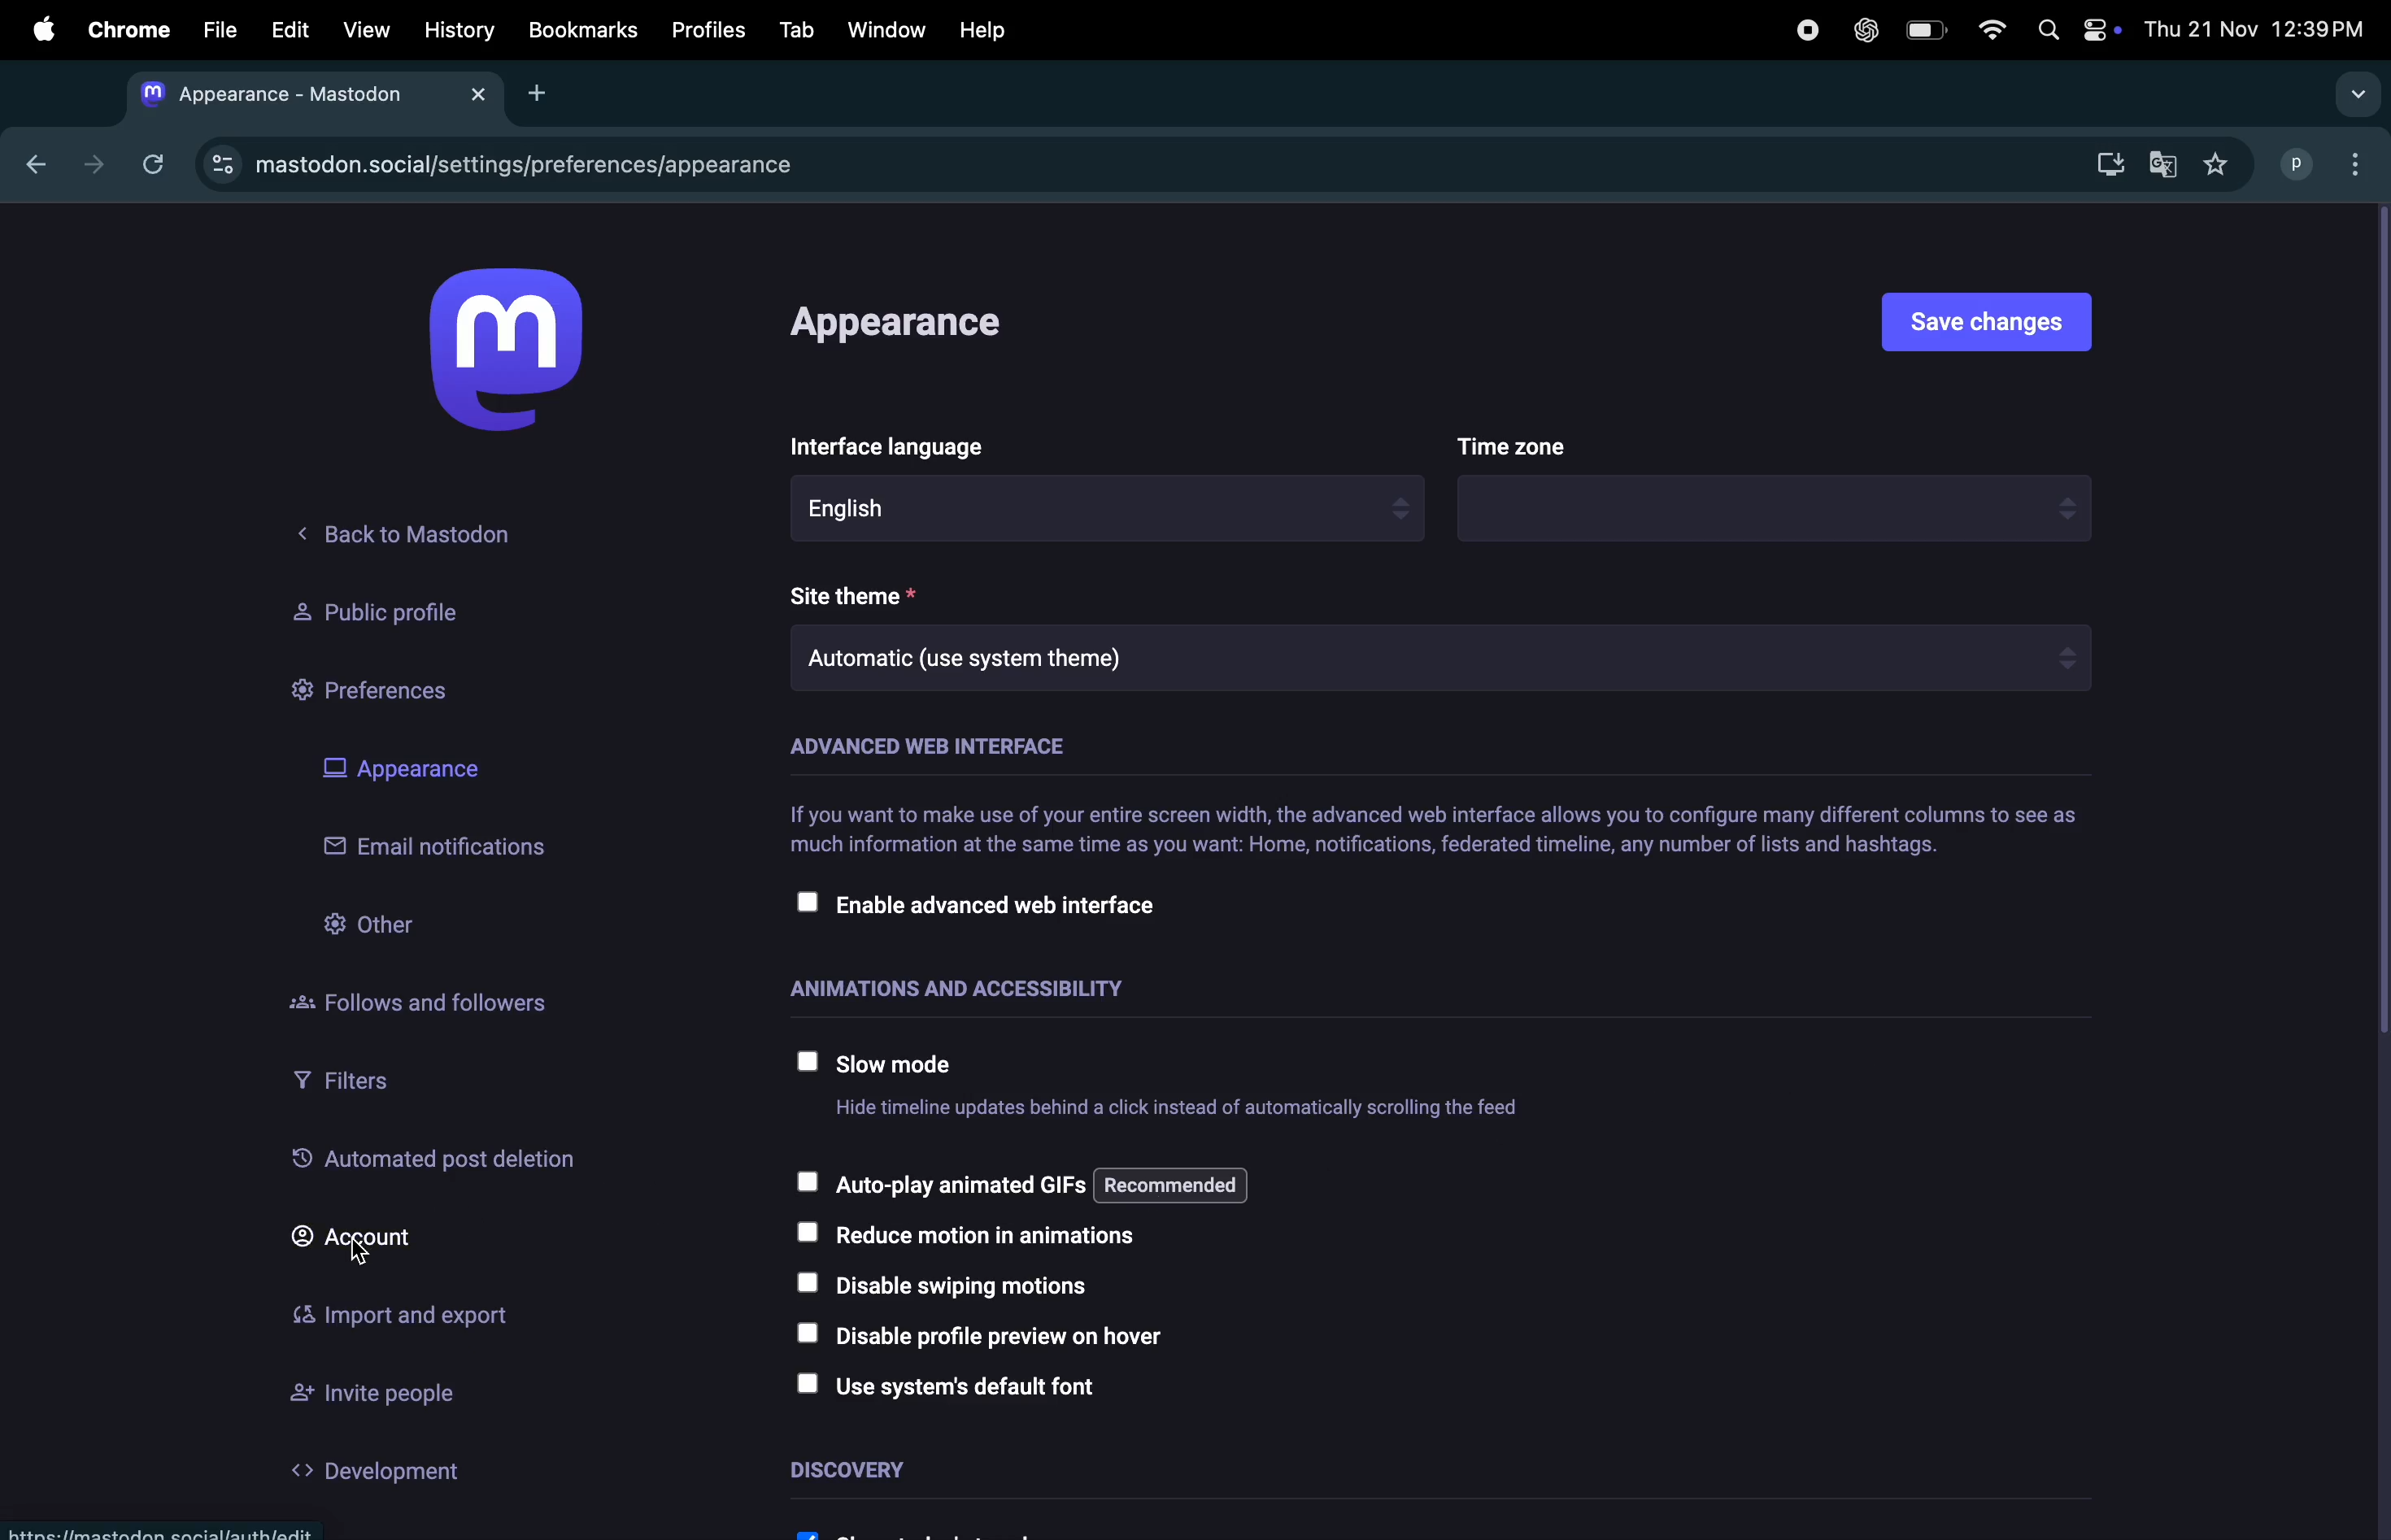 Chrome File Edit View History Bookmarks Profiles Tab Window Help Thu 21 Nov 12:39 PM
Appearance - Mastodon
mastodon.social/settings/preferences/appearance
p
Back to Mastodon
Public profile
Preferences
Appearance
Email notifications
Other
Follows and followers
Filters
Automated post deletion
Account
Import and export
Invite people
Development
Appearance
Save changes
Interface language
English
Time zone
Site theme *
Automatic (use system theme)
ADVANCED WEB INTERFACE
If you want to make use of your entire screen width, the advanced web interface allows you to configure many different columns to see as
much information at the same time as you want: Home, notifications, federated timeline, any number of lists and hashtags.
Enable advanced web interface
ANIMATIONS AND ACCESSIBILITY
Slow mode
Hide timeline updates behind a click instead of automatically scrolling the feed
Auto-play animated GIFs Recommended
Reduce motion in animations
Disable swiping motions
Disable profile preview on hover
Use system's default font
DISCOVERY
https://mastodon.social/auth/edit